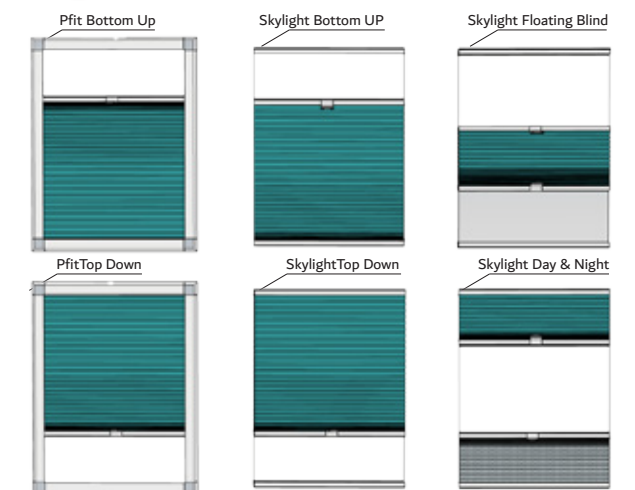 Pfit Bottom Up
Skylight Bottom UP
Skylight Floating Blind
PfitTop Down
SkylightTop Down
Skylight Day & Night